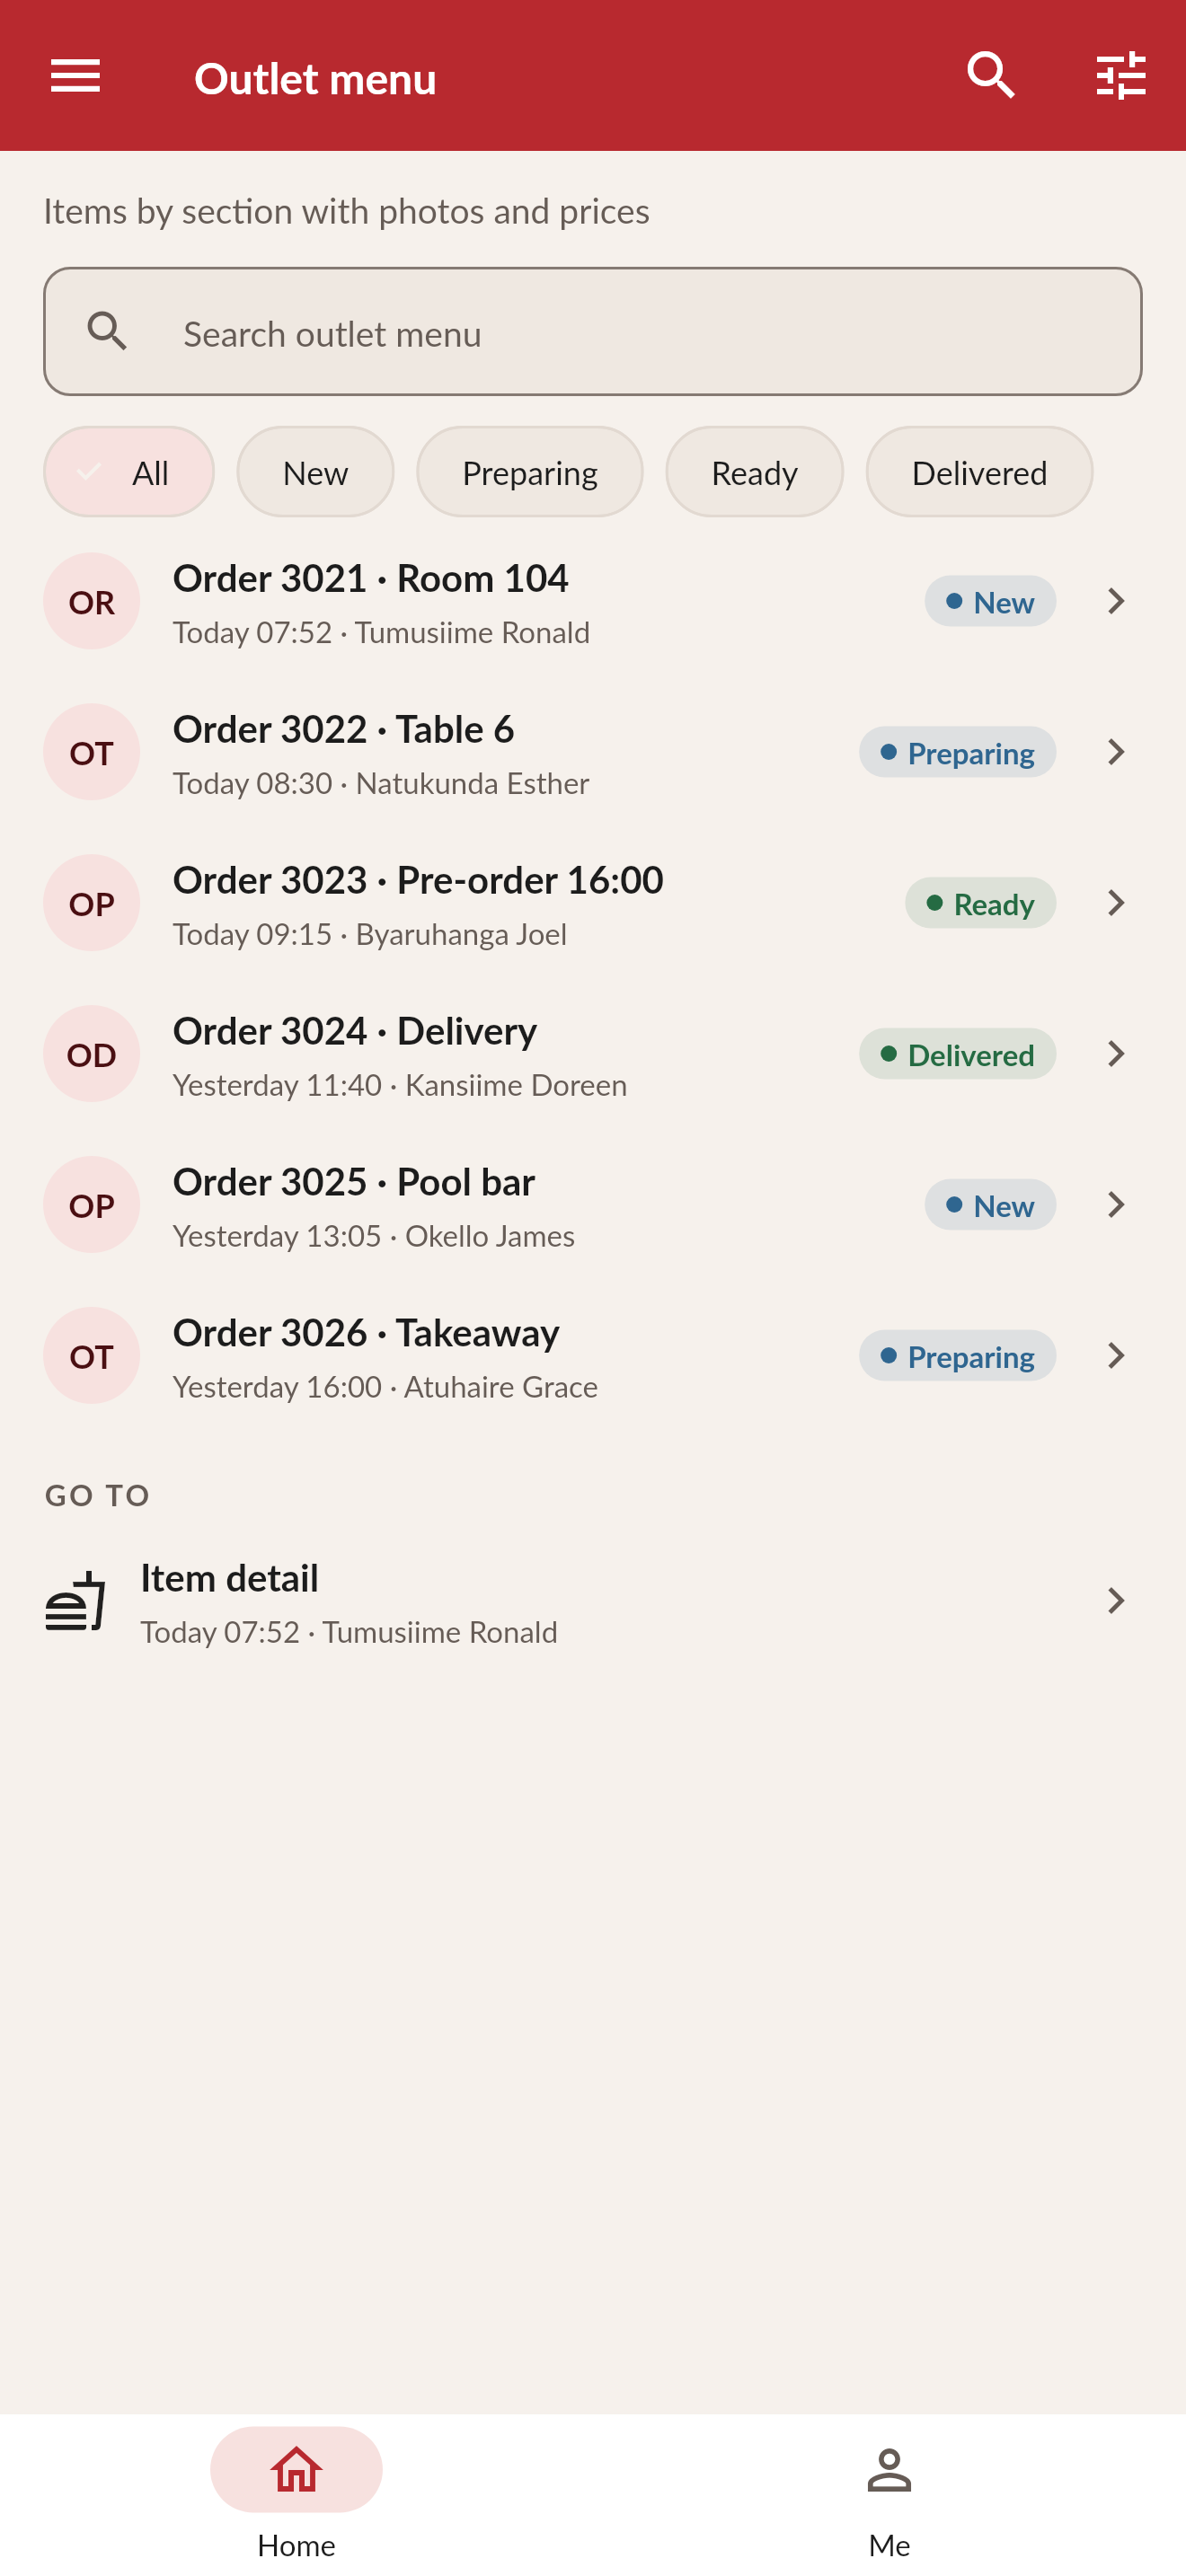 Outlet menu
Items by section with photos and prices
Search outlet menu
All
New
Preparing
Ready
Delivered
OR
Order 3021 · Room 104
Today 07:52 · Tumusiime Ronald
New
OT
Order 3022 · Table 6
Today 08:30 · Natukunda Esther
Preparing
OP
Order 3023 · Pre-order 16:00
Today 09:15 · Byaruhanga Joel
Ready
OD
Order 3024 · Delivery
Yesterday 11:40 · Kansiime Doreen
Delivered
OP
Order 3025 · Pool bar
Yesterday 13:05 · Okello James
New
OT
Order 3026 · Takeaway
Yesterday 16:00 · Atuhaire Grace
Preparing
GO TO
Item detail
Today 07:52 · Tumusiime Ronald
Home
Me